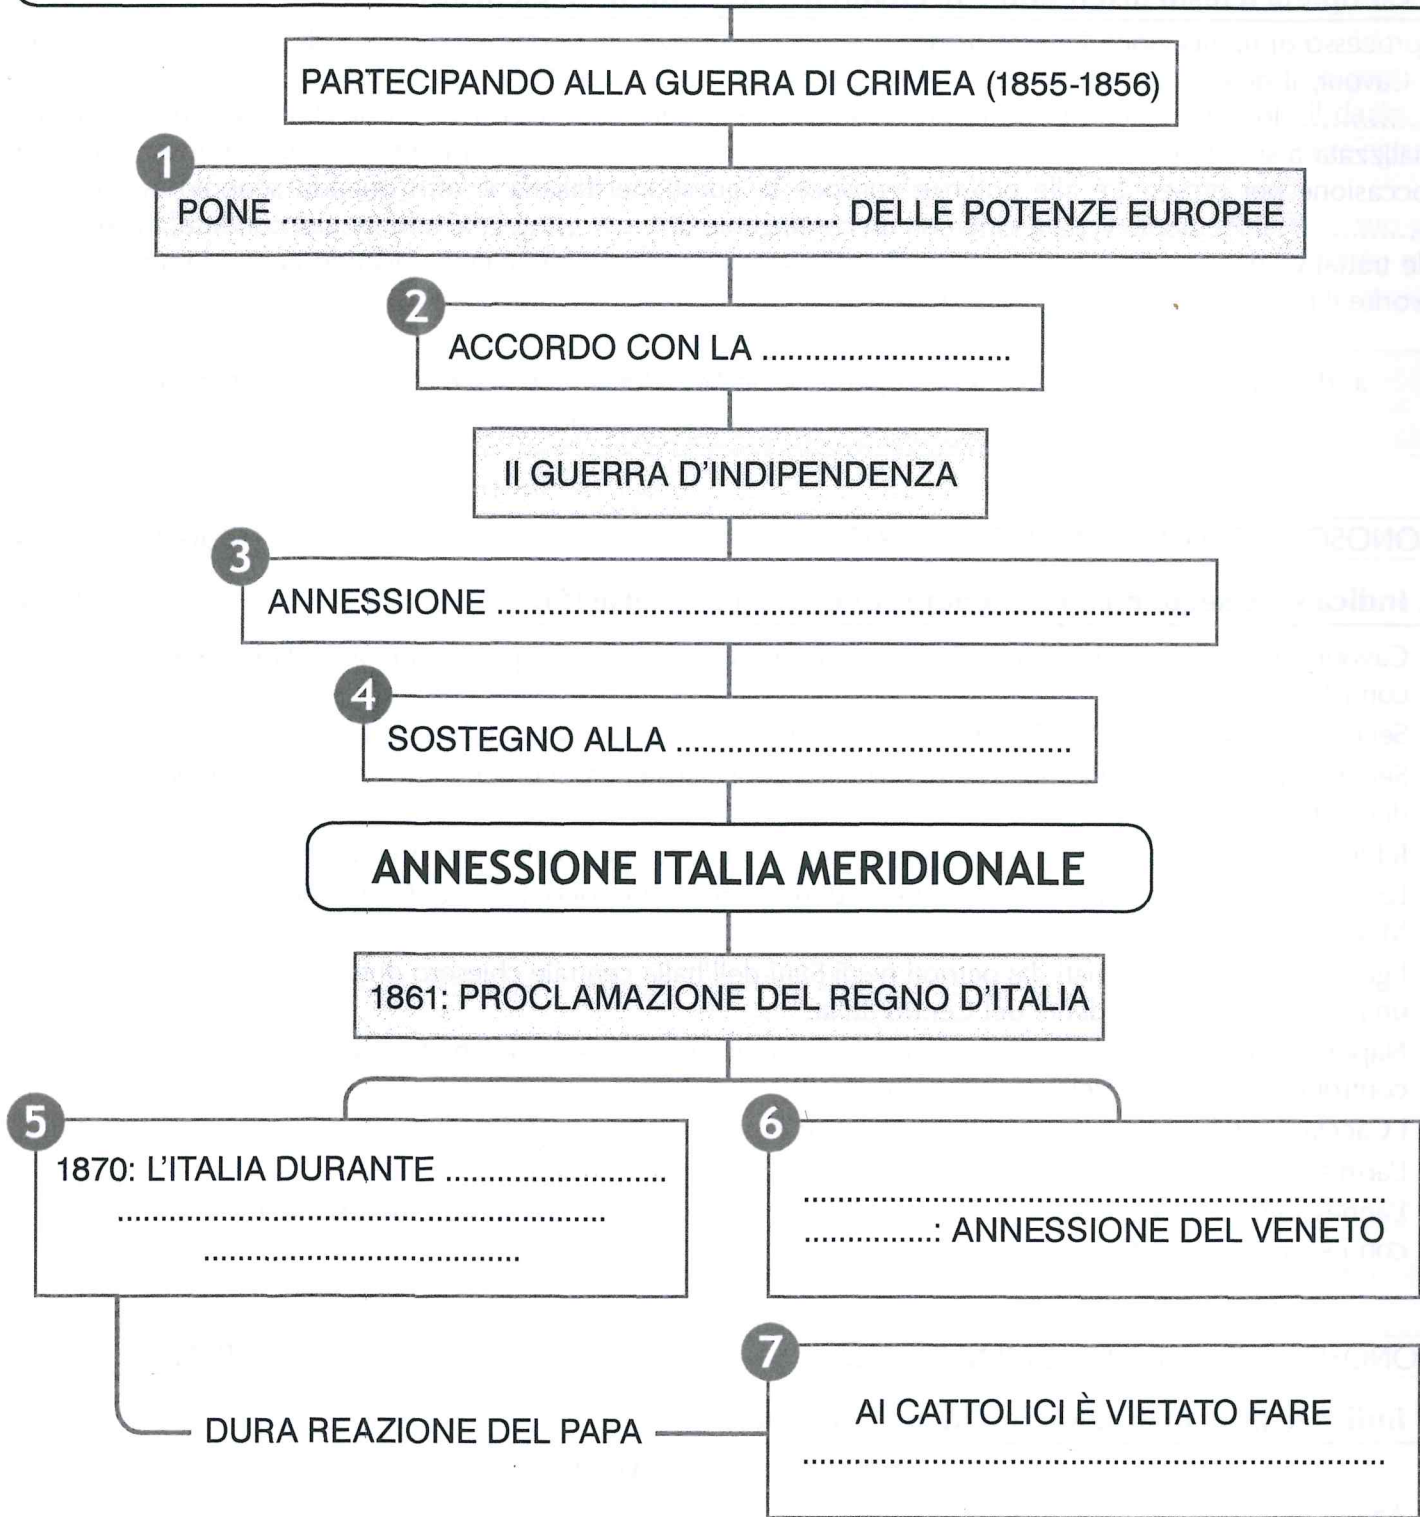 PARTECIPANDO ALLA GUERRA DI CRIMEA (1855-1856)
1
PONE ................................................................ DELLE POTENZE EUROPEE
2
ACCORDO CON LA ............................
II GUERRA D'INDIPENDENZA
3
ANNESSIONE ...............................................................................
4
SOSTEGNO ALLA .............................................
ANNESSIONE ITALIA MERIDIONALE
1861: PROCLAMAZIONE DEL REGNO D'ITALIA
5
1870: L'ITALIA DURANTE .........................
........................................................
....................................
6
..................................................................
...............: ANNESSIONE DEL VENETO
7
AI CATTOLICI È VIETATO FARE
..................................................................
DURA REAZIONE DEL PAPA